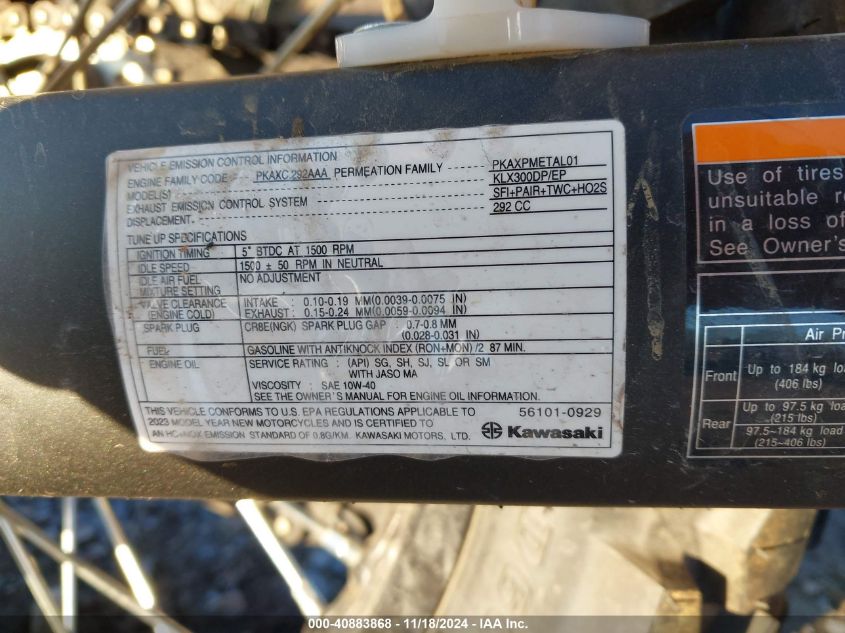 VEHICLE EMISSION CONTROL INFORMATION
ENGINE FAMILY CODE PKAXC.292AAA PERMEATION FAMILY PKAXPMETAL01
MODEL(S) KLX300DP/EP
EXHAUST EMISSION CONTROL SYSTEM SFI+PAIR+TWC+HO2S
DISPLACEMENT. 292 CC
TUNE UP SPECIFICATIONS
IGNITION TIMING 5° BTDC AT 1500 RPM
IDLE SPEED 1500 ± 50 RPM IN NEUTRAL
IDLE AIR FUEL NO ADJUSTMENT
MIXTURE SETTING
VALVE CLEARANCE INTAKE : 0.10-0.19 MM(0.0039-0.0075 IN)
(ENGINE COLD) EXHAUST : 0.15-0.24 MM(0.0059-0.0094 IN)
SPARK PLUG CR8E(NGK) SPARK PLUG GAP : 0.7-0.8 MM
(0.028-0.031 IN)
FUEL GASOLINE WITH ANTIKNOCK INDEX (RON+MON) /2 87 MIN.
ENGINE OIL SERVICE RATING : (API) SG, SH, SJ, SL OR SM
WITH JASO MA
VISCOSITY SAE 10W-40
SEE THE OWNER'S MANUAL FOR ENGINE OIL INFORMATION.
THIS VEHICLE CONFORMS TO U.S. EPA REGULATIONS APPLICABLE TO
2023 MODEL YEAR NEW MOTORCYCLES AND IS CERTIFIED TO
AN HC+NOX EMISSION STANDARD OF 0.8G/KM. KAWASAKI MOTORS, LTD.
56101-0929
Kawasaki
Use of tires
unsuitable
in a loss of
See Owner's
Air
Front Up to 184 kg
(406 lbs)
Rear Up to 97.5 kg
(215 lbs)
97.5~184 kg load
(215~406 lbs)
000-40883868 - 11/18/2024 - IAA Inc.